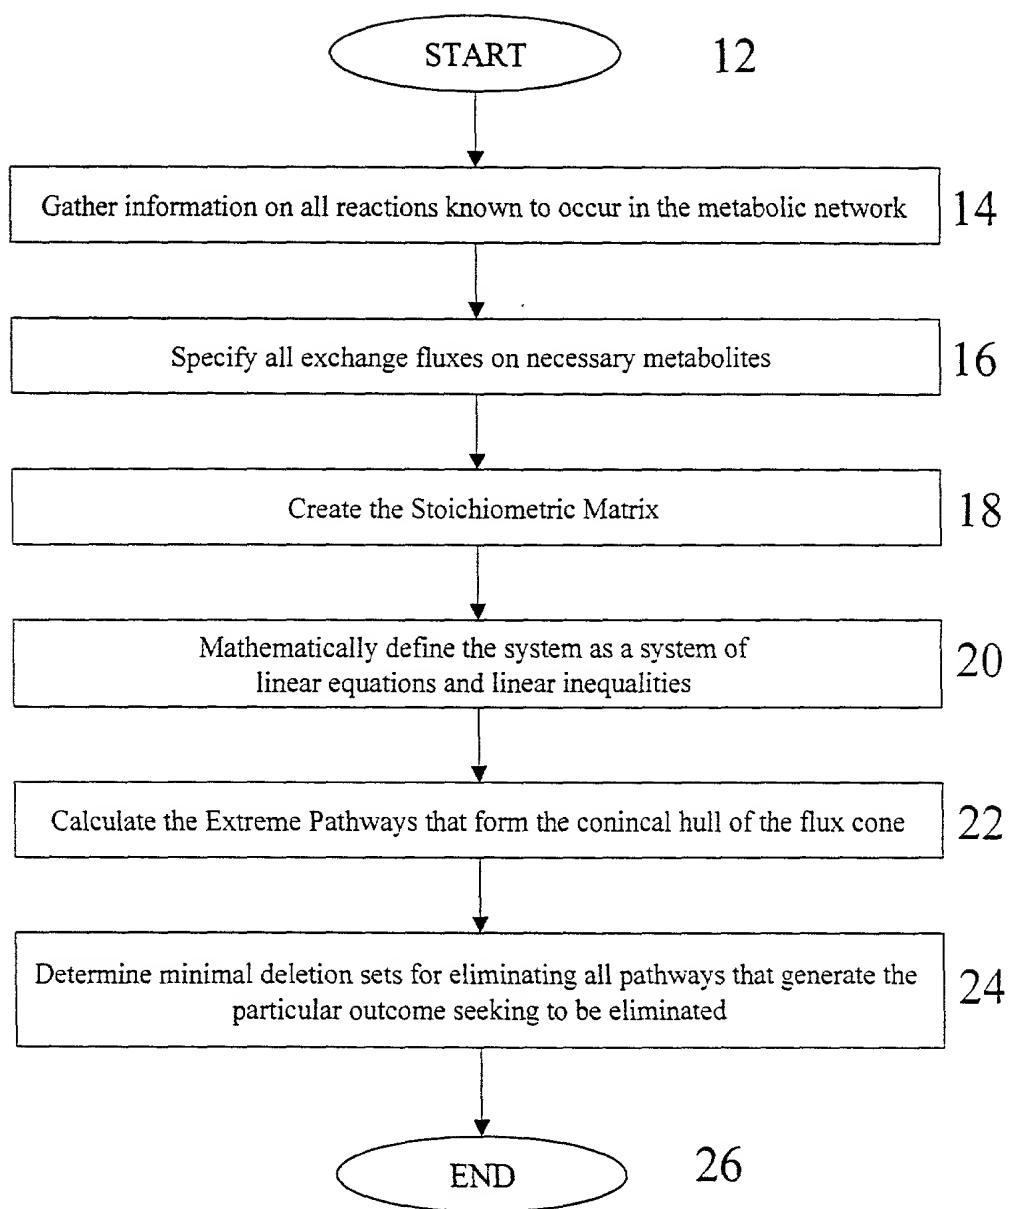 START
12
Gather information on all reactions known to occur in the metabolic network
14
Specify all exchange fluxes on necessary metabolites
16
Create the Stoichiometric Matrix
18
Mathematically define the system as a system of
linear equations and linear inequalities
20
Calculate the Extreme Pathways that form the conincal hull of the flux cone
22
Determine minimal deletion sets for eliminating all pathways that generate the
particular outcome seeking to be eliminated
24
END
26